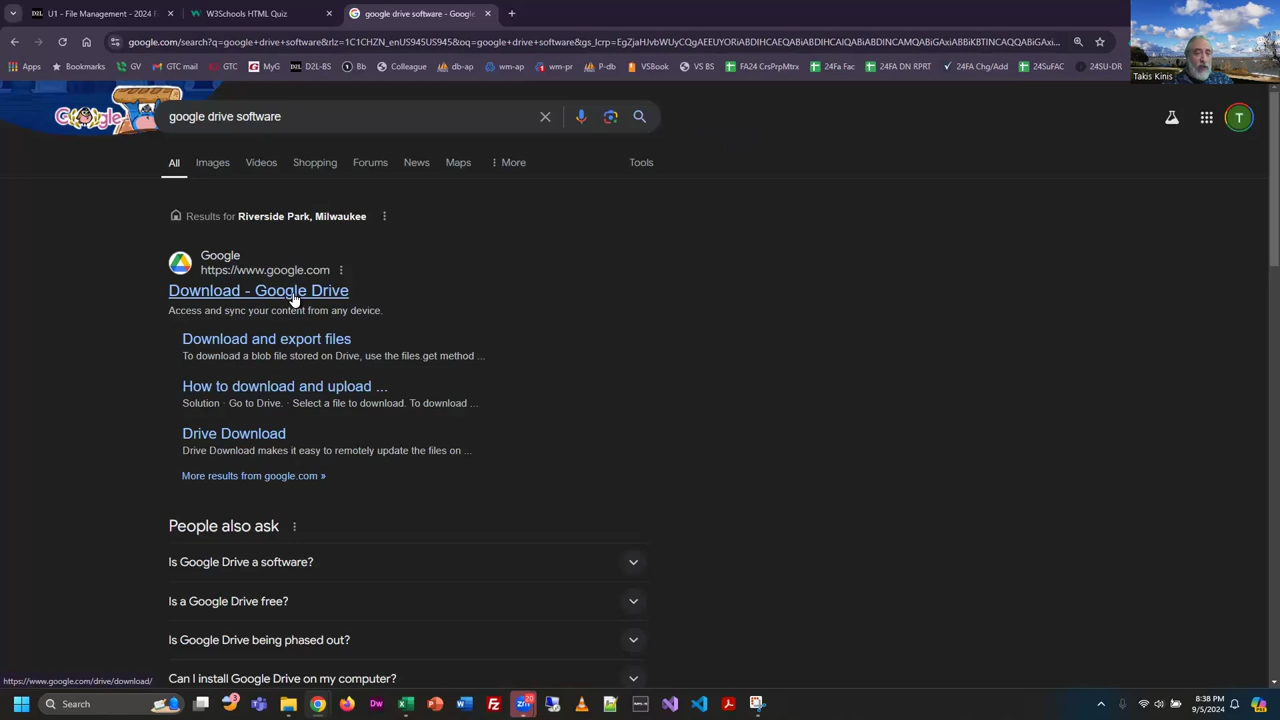 U1 - File Management - 2024 F
W3Schools HTML Quiz
google drive software - Google
google.com/search?q=google+drive+software&rlz=1C1CHZN_enUS945US945&oq=google+drive+software&gs_lcrp=EgZjaHJvbWUyCQgAEEUYORiABDIHCAEQABiABDIHCAIQABiABDINCAMQABiGAxiABBiKBTINCAQQABiG...
Apps
Bookmarks
GV
GTC mail
GTC
MyG
D2L-BS
Bb
Colleague
db-ap
wnr-ap
wm-pr
P-db
VSBook
VS BS
FA24 CrsPrpMtrx
24Fa Fac
24FA DN RPRT
24FA Chg/Add
24SuFAC
24SU-DR
Takis Kinis
Google
google drive software
T
All
Images
Videos
Shopping
Forums
News
Maps
More
Tools
Results for Riverside Park, Milwaukee
Google
https://www.google.com
Download - Google Drive
Access and sync your content from any device.
Download and export files
To download a blob file stored on Drive, use the files.get method ...
How to download and upload ...
Solution · Go to Drive. · Select a file to download. To download ...
Drive Download
Drive Download makes it easy to remotely update the files on ...
More results from google.com »
People also ask
Is Google Drive a software?
Is a Google Drive free?
Is Google Drive being phased out?
Can I install Google Drive on my computer?
https://www.google.com/drive/download/
Search
3
Dw
20
8:38 PM
9/5/2024